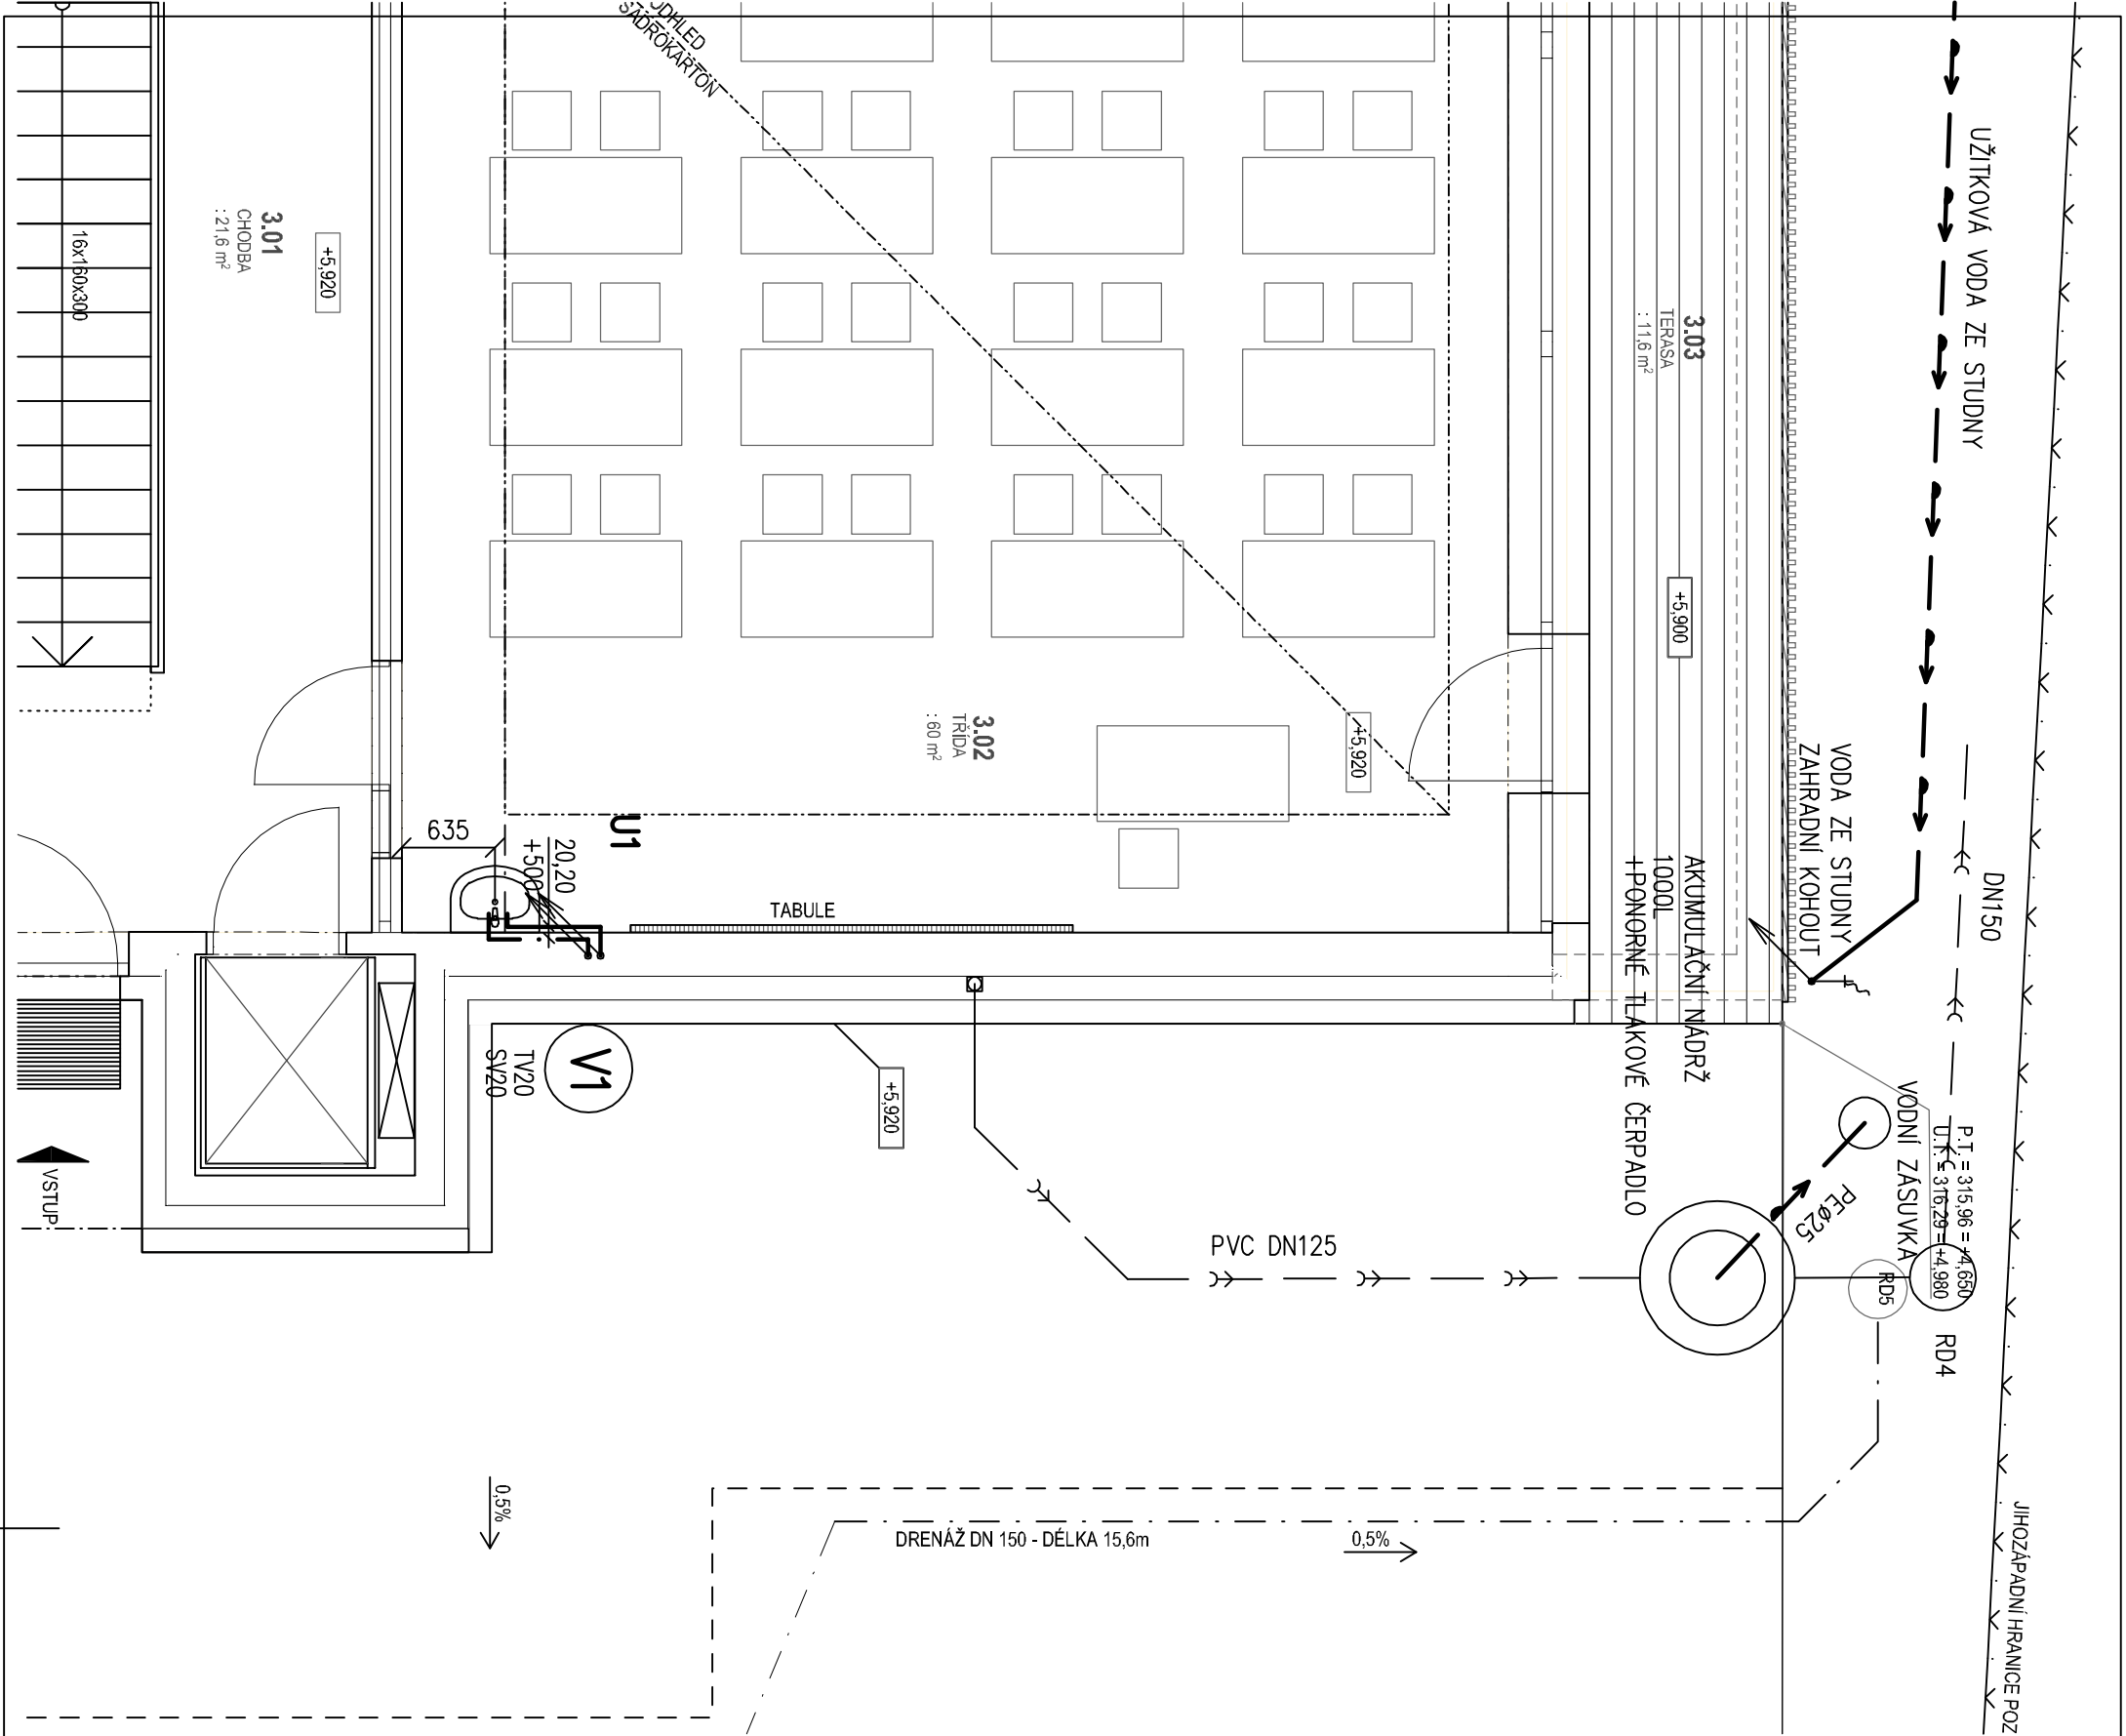 ODHLED
SÁDROKARTON
16x160x300
3.01
CHODBA
: 21,6 m²
+5,920
3.03
TERASA
: 11,6 m²
+5,900
UŽITKOVÁ VODA ZE STUDNY
3.02
TŘÍDA
: 60 m²
+5,920
VODA ZE STUDNY
ZAHRADNÍ KOHOUT
DN150
635
U1
20,20
+500
TABULE
AKUMULAČNÍ NÁDRŽ
1000L
+PONORNÉ TLAKOVÉ ČERPADLO
V1
TV20
SV20
+5,920
VODNÍ ZÁSUVKA
P.T. = 315,96 = +4,650
U.T. = 316,29 = +4,980
PEø25
PVC DN125
RD5
RD4
VSTUP
0,5%
DRENÁŽ DN 150 - DÉLKA 15,6m
0,5%
JIHOZÁPADNÍ HRANICE POZ